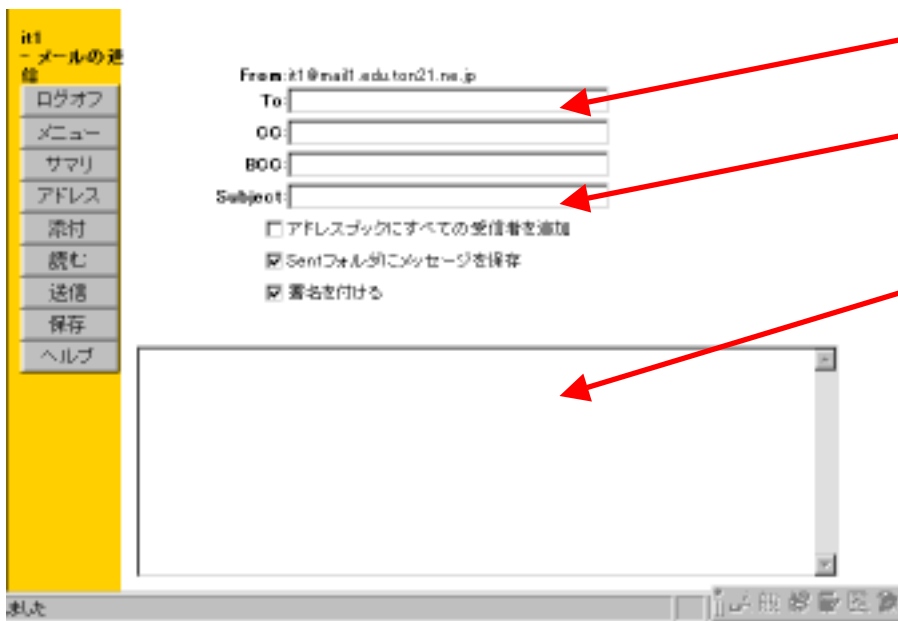 it1
- メールの送
信
ログオフ
メニュー
サマリ
アドレス
添付
読む
送信
保存
ヘルプ
From:it1@mail1.edu.ton21.ne.jp
To:
CC:
BCC:
Subject:
アドレスブックにすべての受信者を追加
Sentフォルダにメッセージを保存
署名を付ける
ました